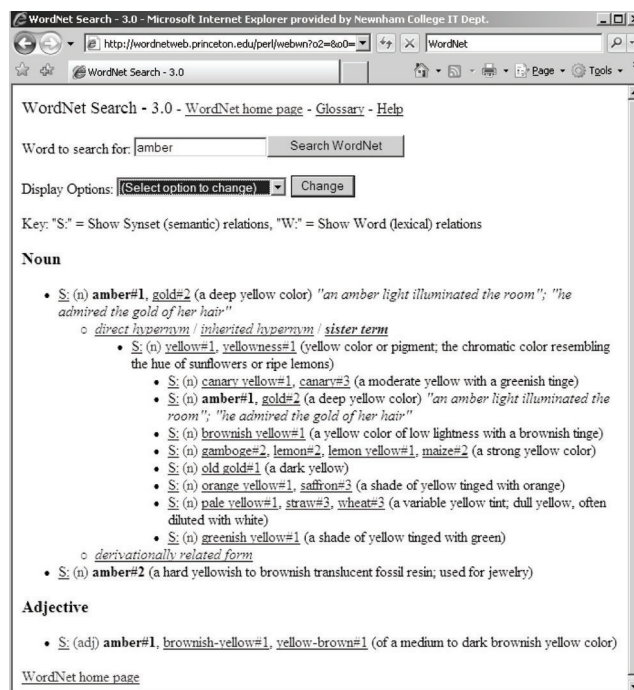 WordNet Search - 3.0 - Microsoft Internet Explorer provided by Newnham College IT Dept.
http://wordnetweb.princeton.edu/perl/webwn?o2=&o0=
WordNet
WordNet Search - 3.0
Page
Tools
WordNet Search - 3.0 - WordNet home page - Glossary - Help
Word to search for: amber Search WordNet
Display Options: (Select option to change) Change
Key: "S:" = Show Synset (semantic) relations, "W:" = Show Word (lexical) relations
Noun
• S: (n) amber#1, gold#2 (a deep yellow color) "an amber light illuminated the room"; "he
admired the gold of her hair"
○ direct hypernym / inherited hypernym / sister term
• S: (n) yellow#1, yellowness#1 (yellow color or pigment; the chromatic color resembling
the hue of sunflowers or ripe lemons)
• S: (n) canary yellow#1, canary#3 (a moderate yellow with a greenish tinge)
• S: (n) amber#1, gold#2 (a deep yellow color) "an amber light illuminated the
room"; "he admired the gold of her hair"
• S: (n) brownish yellow#1 (a yellow color of low lightness with a brownish tinge)
• S: (n) gamboge#2, lemon#2, lemon yellow#1, maize#2 (a strong yellow color)
• S: (n) old gold#1 (a dark yellow)
• S: (n) orange yellow#1, saffron#3 (a shade of yellow tinged with orange)
• S: (n) pale yellow#1, straw#3, wheat#3 (a variable yellow tint; dull yellow, often
diluted with white)
• S: (n) greenish yellow#1 (a shade of yellow tinged with green)
○ derivationally related form
• S: (n) amber#2 (a hard yellowish to brownish translucent fossil resin; used for jewelry)
Adjective
• S: (adj) amber#1, brownish-yellow#1, yellow-brown#1 (of a medium to dark brownish yellow color)
WordNet home page